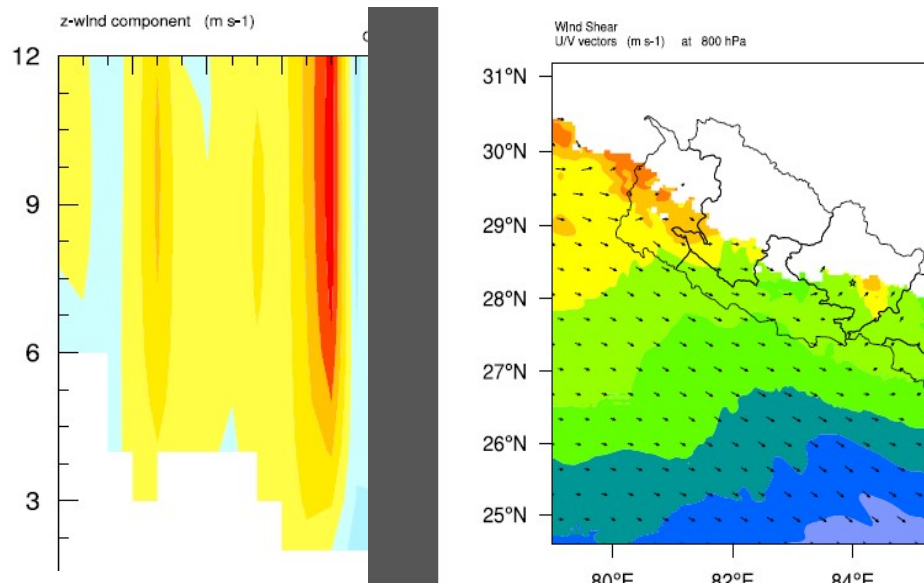 z-wind component (m s-1)
12
9
6
3
Wind Shear
U/V vectors (m s-1) at 800 hPa
31°N
30°N
29°N
28°N
27°N
26°N
25°N
80°E
82°E
84°E